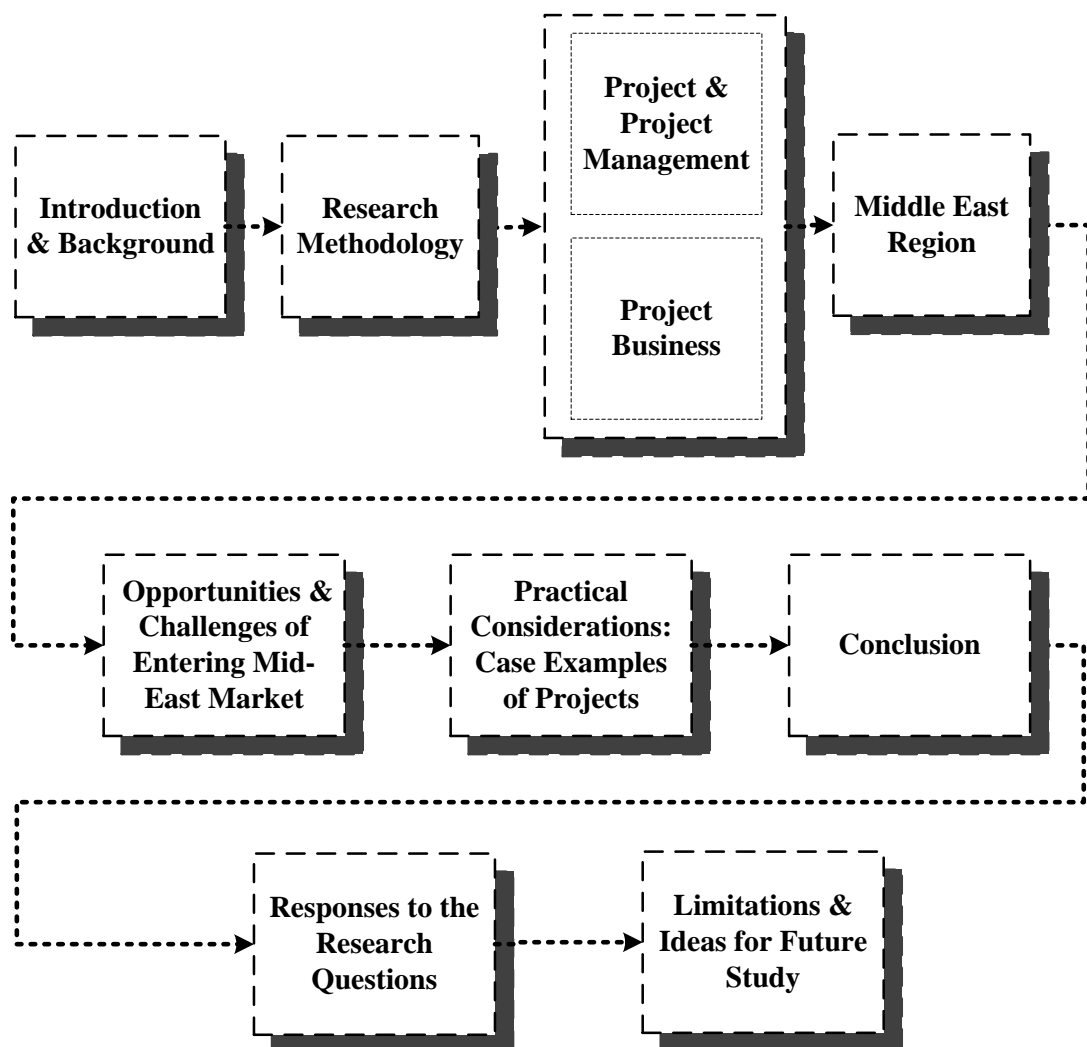 Introduction
& Background
Research
Methodology
Project &
Project
Management
Project
Business
Middle East
Region
Opportunities &
Challenges of
Entering Mid-
East Market
Practical
Considerations:
Case Examples
of Projects
Conclusion
Responses to the
Research
Questions
Limitations &
Ideas for Future
Study